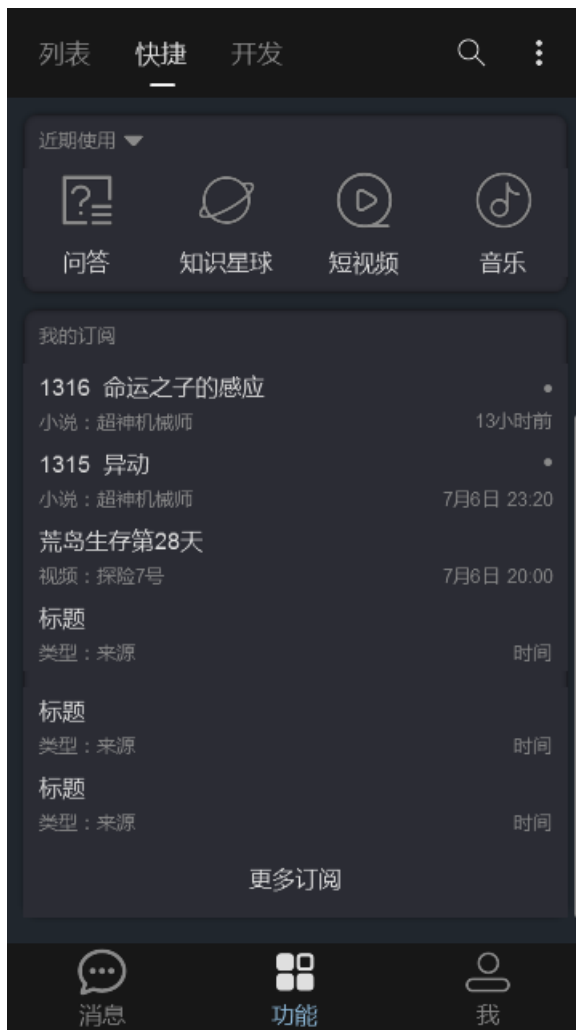 列表 快捷 开发
近期使用
问答 知识星球 短视频 音乐
我的订阅
1316 命运之子的感应
小说：超神机械师 13小时前
1315 异动
小说：超神机械师 7月6日 23:20
荒岛生存第28天
视频：探险7号 7月6日 20:00
标题
类型：来源 时间
标题
类型：来源 时间
标题
类型：来源 时间
更多订阅
消息 功能 我